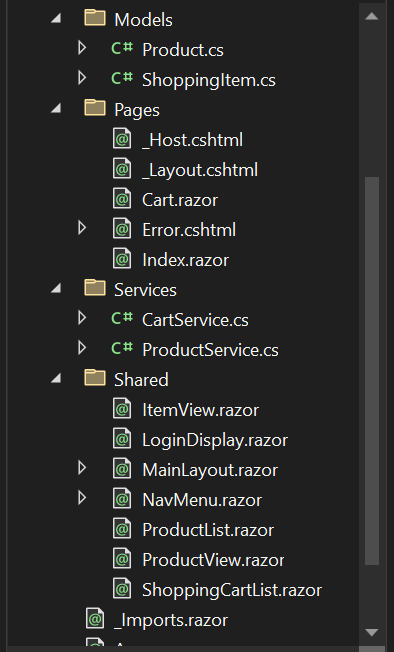 Models
C# Product.cs
C# ShoppingItem.cs
Pages
@ _Host.cshtml
@ _Layout.cshtml
@ Cart.razor
@ Error.cshtml
@ Index.razor
Services
C# CartService.cs
C# ProductService.cs
Shared
@ ItemView.razor
@ LoginDisplay.razor
@ MainLayout.razor
@ NavMenu.razor
@ ProductList.razor
@ ProductView.razor
@ ShoppingCartList.razor
@ _Imports.razor